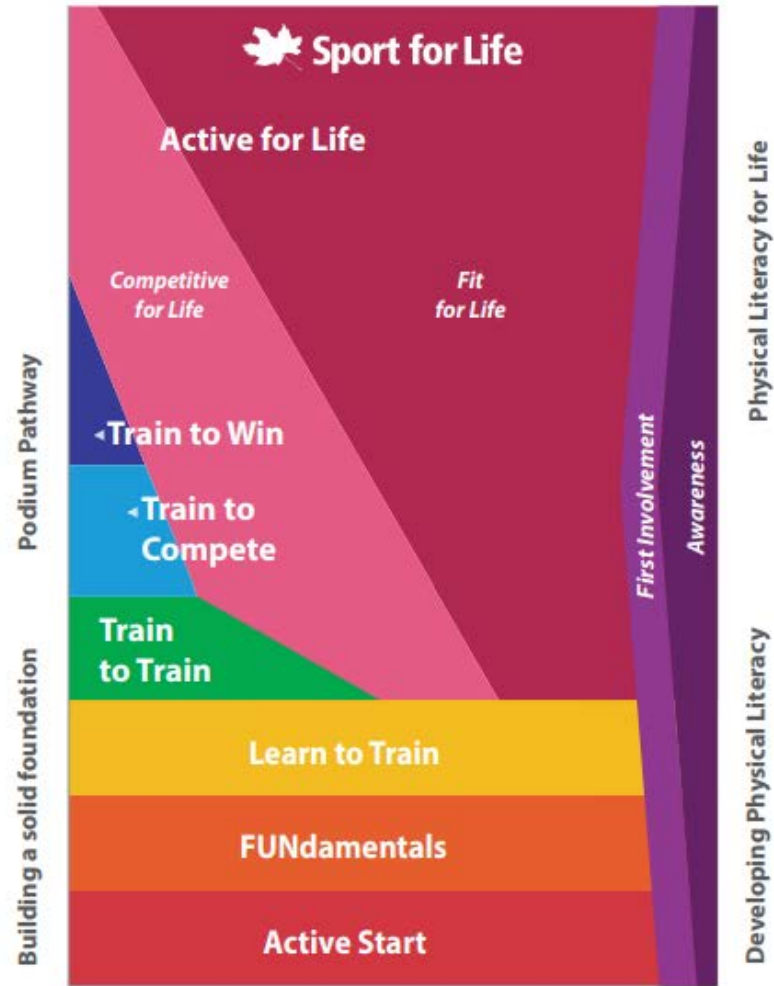 Sport for Life
Active for Life
Competitive
for Life
Fit
for Life
Train to Win
Train to
Compete
Train
to Train
Learn to Train
FUNdamentals
Active Start
First Involvement
Awareness
Podium Pathway
Building a solid foundation
Physical Literacy for Life
Developing Physical Literacy